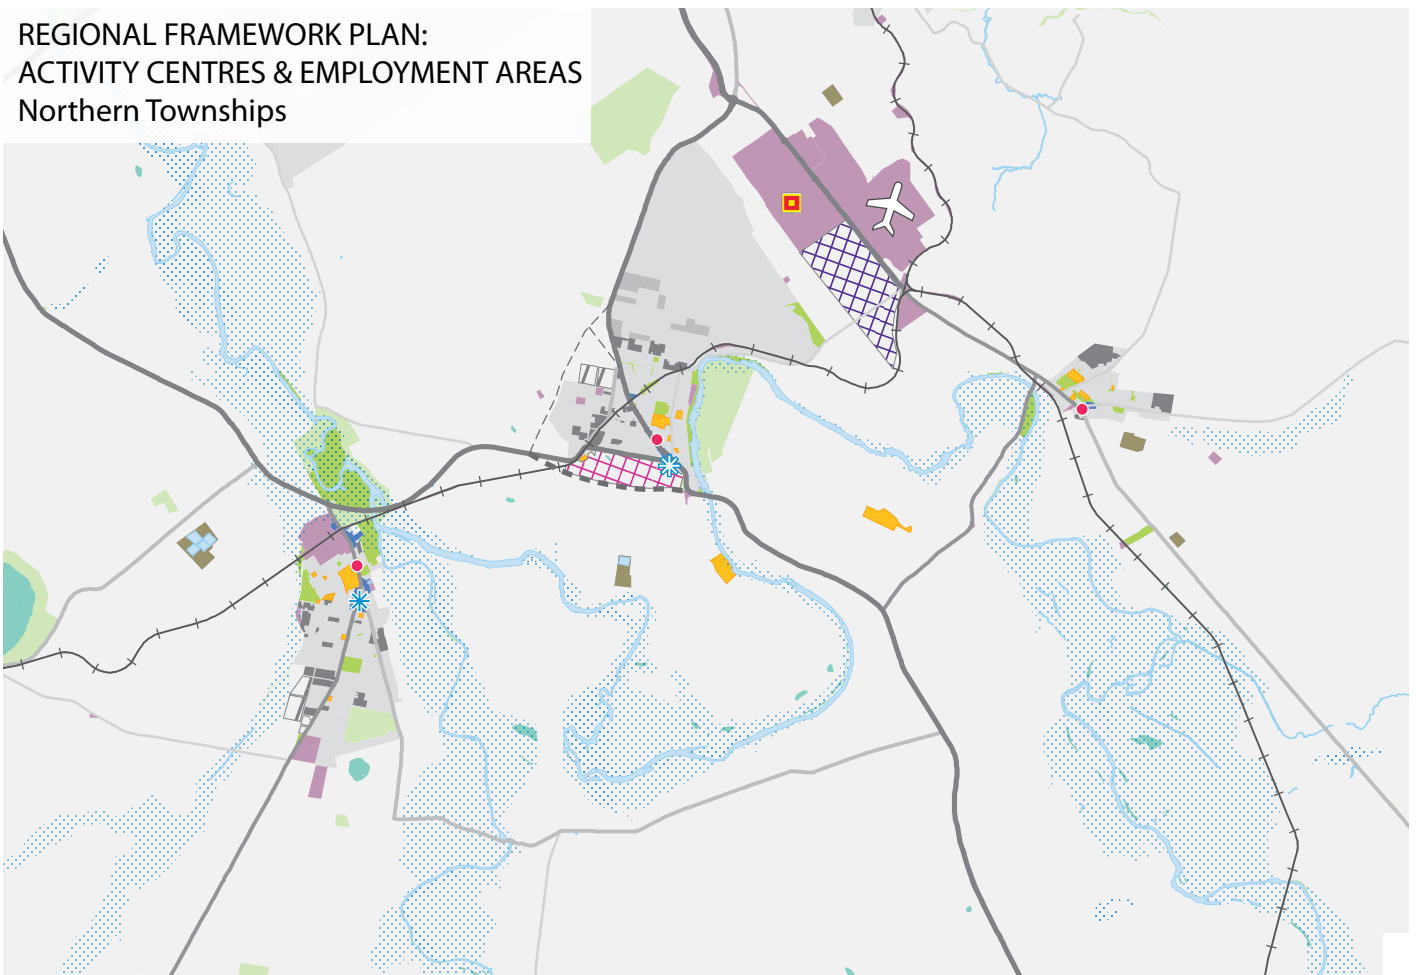 REGIONAL FRAMEWORK PLAN:
ACTIVITY CENTRES & EMPLOYMENT AREAS
Northern Townships